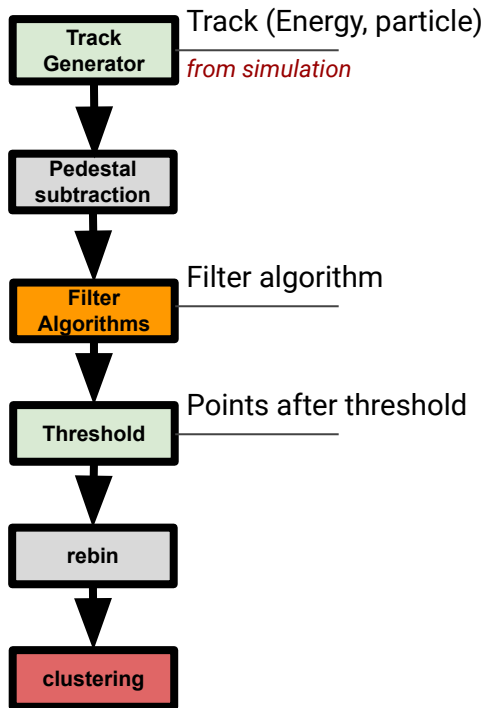 Track
Generator
Track (Energy, particle)
from simulation
Pedestal
subtraction
Filter
Algorithms
Filter algorithm
Threshold
Points after threshold
rebin
clustering